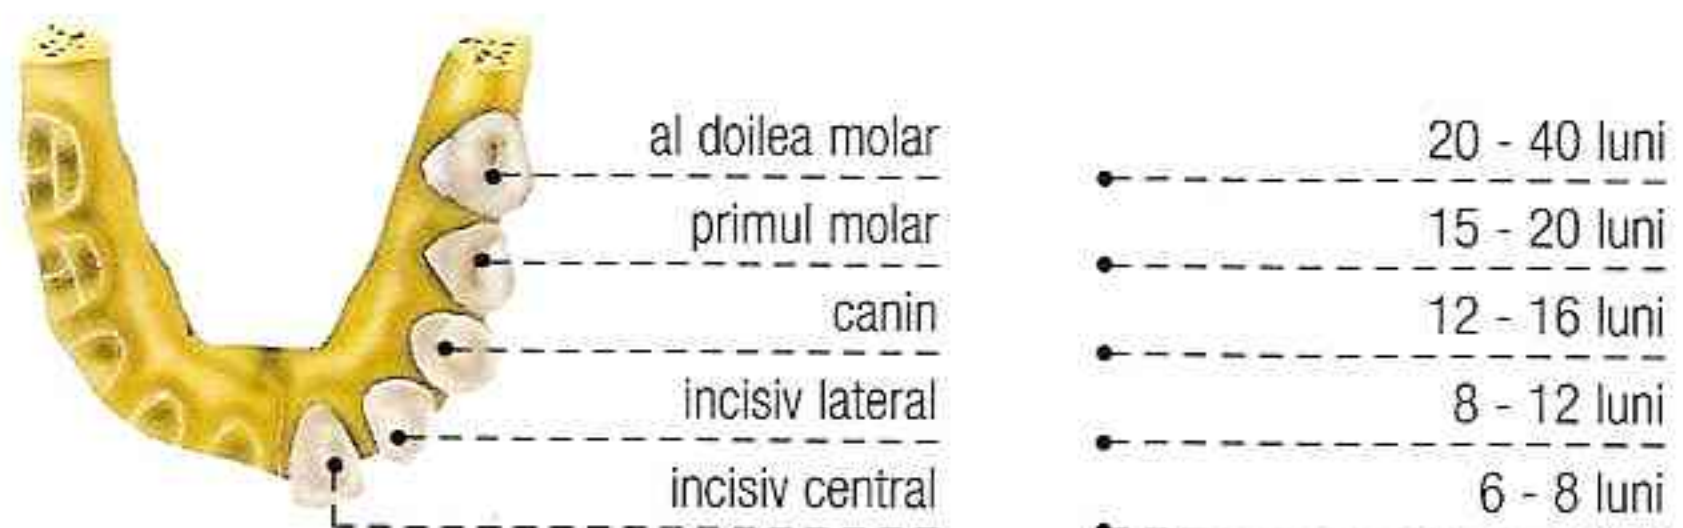 al doilea molar 20 - 40 luni
primul molar 15 - 20 luni
canin 12 - 16 luni
incisiv lateral 8 - 12 luni
incisiv central 6 - 8 luni